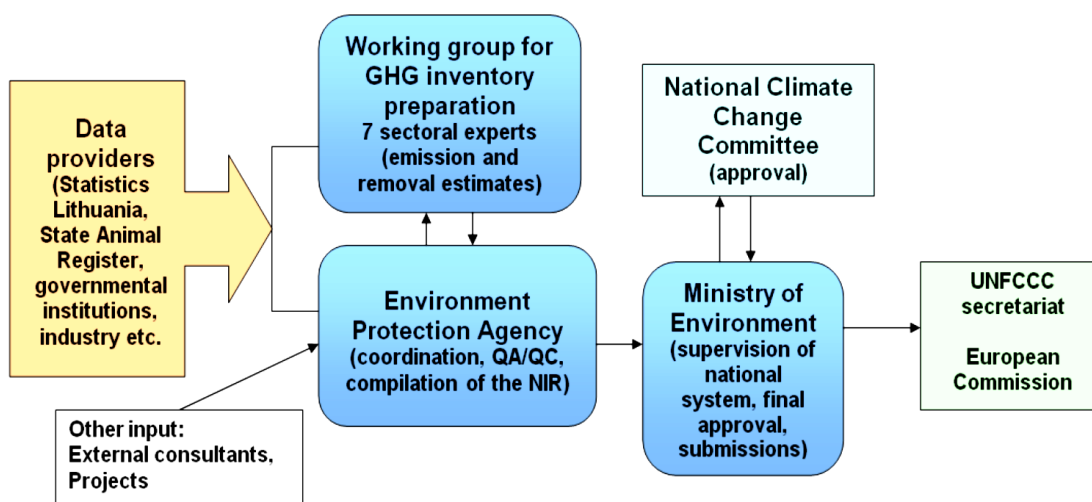 Data
providers
(Statistics
Lithuania,
State Animal
Register,
governmental
institutions,
industry etc.
Working group for
GHG inventory
preparation
7 sectoral experts
(emission and
removal estimates)
National Climate
Change
Committee
(approval)
Environment
Protection Agency
(coordination, QA/QC,
compilation of the NIR)
Ministry of
Environment
(supervision of
national
system, final
approval,
submissions)
UNFCCC
secretariat
European
Commission
Other input:
External consultants,
Projects